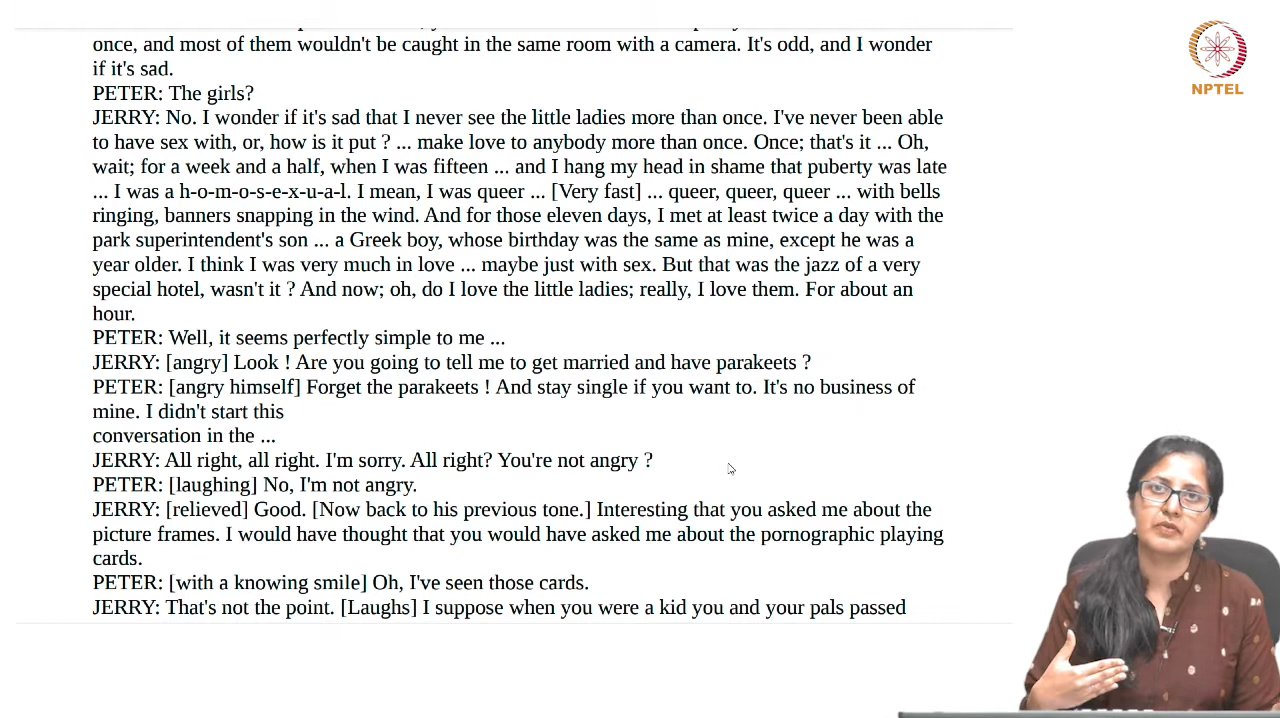 once, and most of them wouldn't be caught in the same room with a camera. It's odd, and I wonder
if it's sad.
PETER: The girls?
JERRY: No. I wonder if it's sad that I never see the little ladies more than once. I've never been able
to have sex with, or, how is it put ? ... make love to anybody more than once. Once; that's it ... Oh,
wait; for a week and a half, when I was fifteen ... and I hang my head in shame that puberty was late
... I was a h-o-m-o-s-e-x-u-a-l. I mean, I was queer ... [Very fast] ... queer, queer, queer ... with bells
ringing, banners snapping in the wind. And for those eleven days, I met at least twice a day with the
park superintendent's son ... a Greek boy, whose birthday was the same as mine, except he was a
year older. I think I was very much in love ... maybe just with sex. But that was the jazz of a very
special hotel, wasn't it ? And now; oh, do I love the little ladies; really, I love them. For about an
hour.
PETER: Well, it seems perfectly simple to me ...
JERRY: [angry] Look ! Are you going to tell me to get married and have parakeets ?
PETER: [angry himself] Forget the parakeets ! And stay single if you want to. It's no business of
mine. I didn't start this
conversation in the ...
JERRY: All right, all right. I'm sorry. All right? You're not angry ?
PETER: [laughing] No, I'm not angry.
JERRY: [relieved] Good. [Now back to his previous tone.] Interesting that you asked me about the
picture frames. I would have thought that you would have asked me about the pornographic playing
cards.
PETER: [with a knowing smile] Oh, I've seen those cards.
JERRY: That's not the point. [Laughs] I suppose when you were a kid you and your pals passed
NPTEL